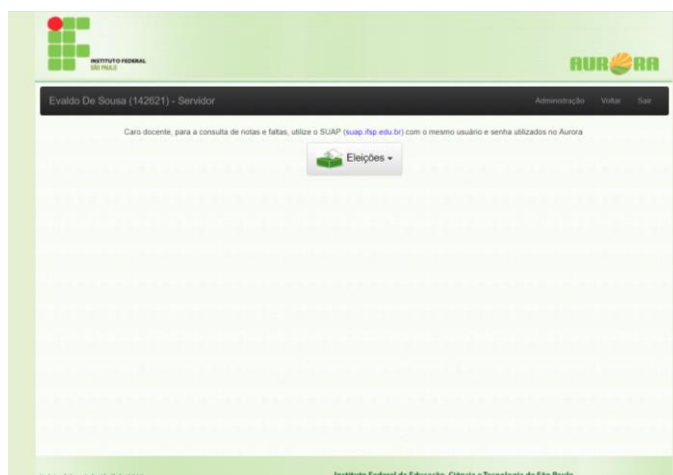 INSTITUTO FEDERAL
SÃO PAULO
AURORA
Evaldo De Sousa (142621) - Servidor
Administração Voltar Sair
Caro docente, para a consulta de notas e faltas, utilize o SUAP (suap.ifsp.edu.br) com o mesmo usuário e senha utilizados no Aurora
Eleições
Instituto Federal de Educação, Ciência e Tecnologia de São Paulo